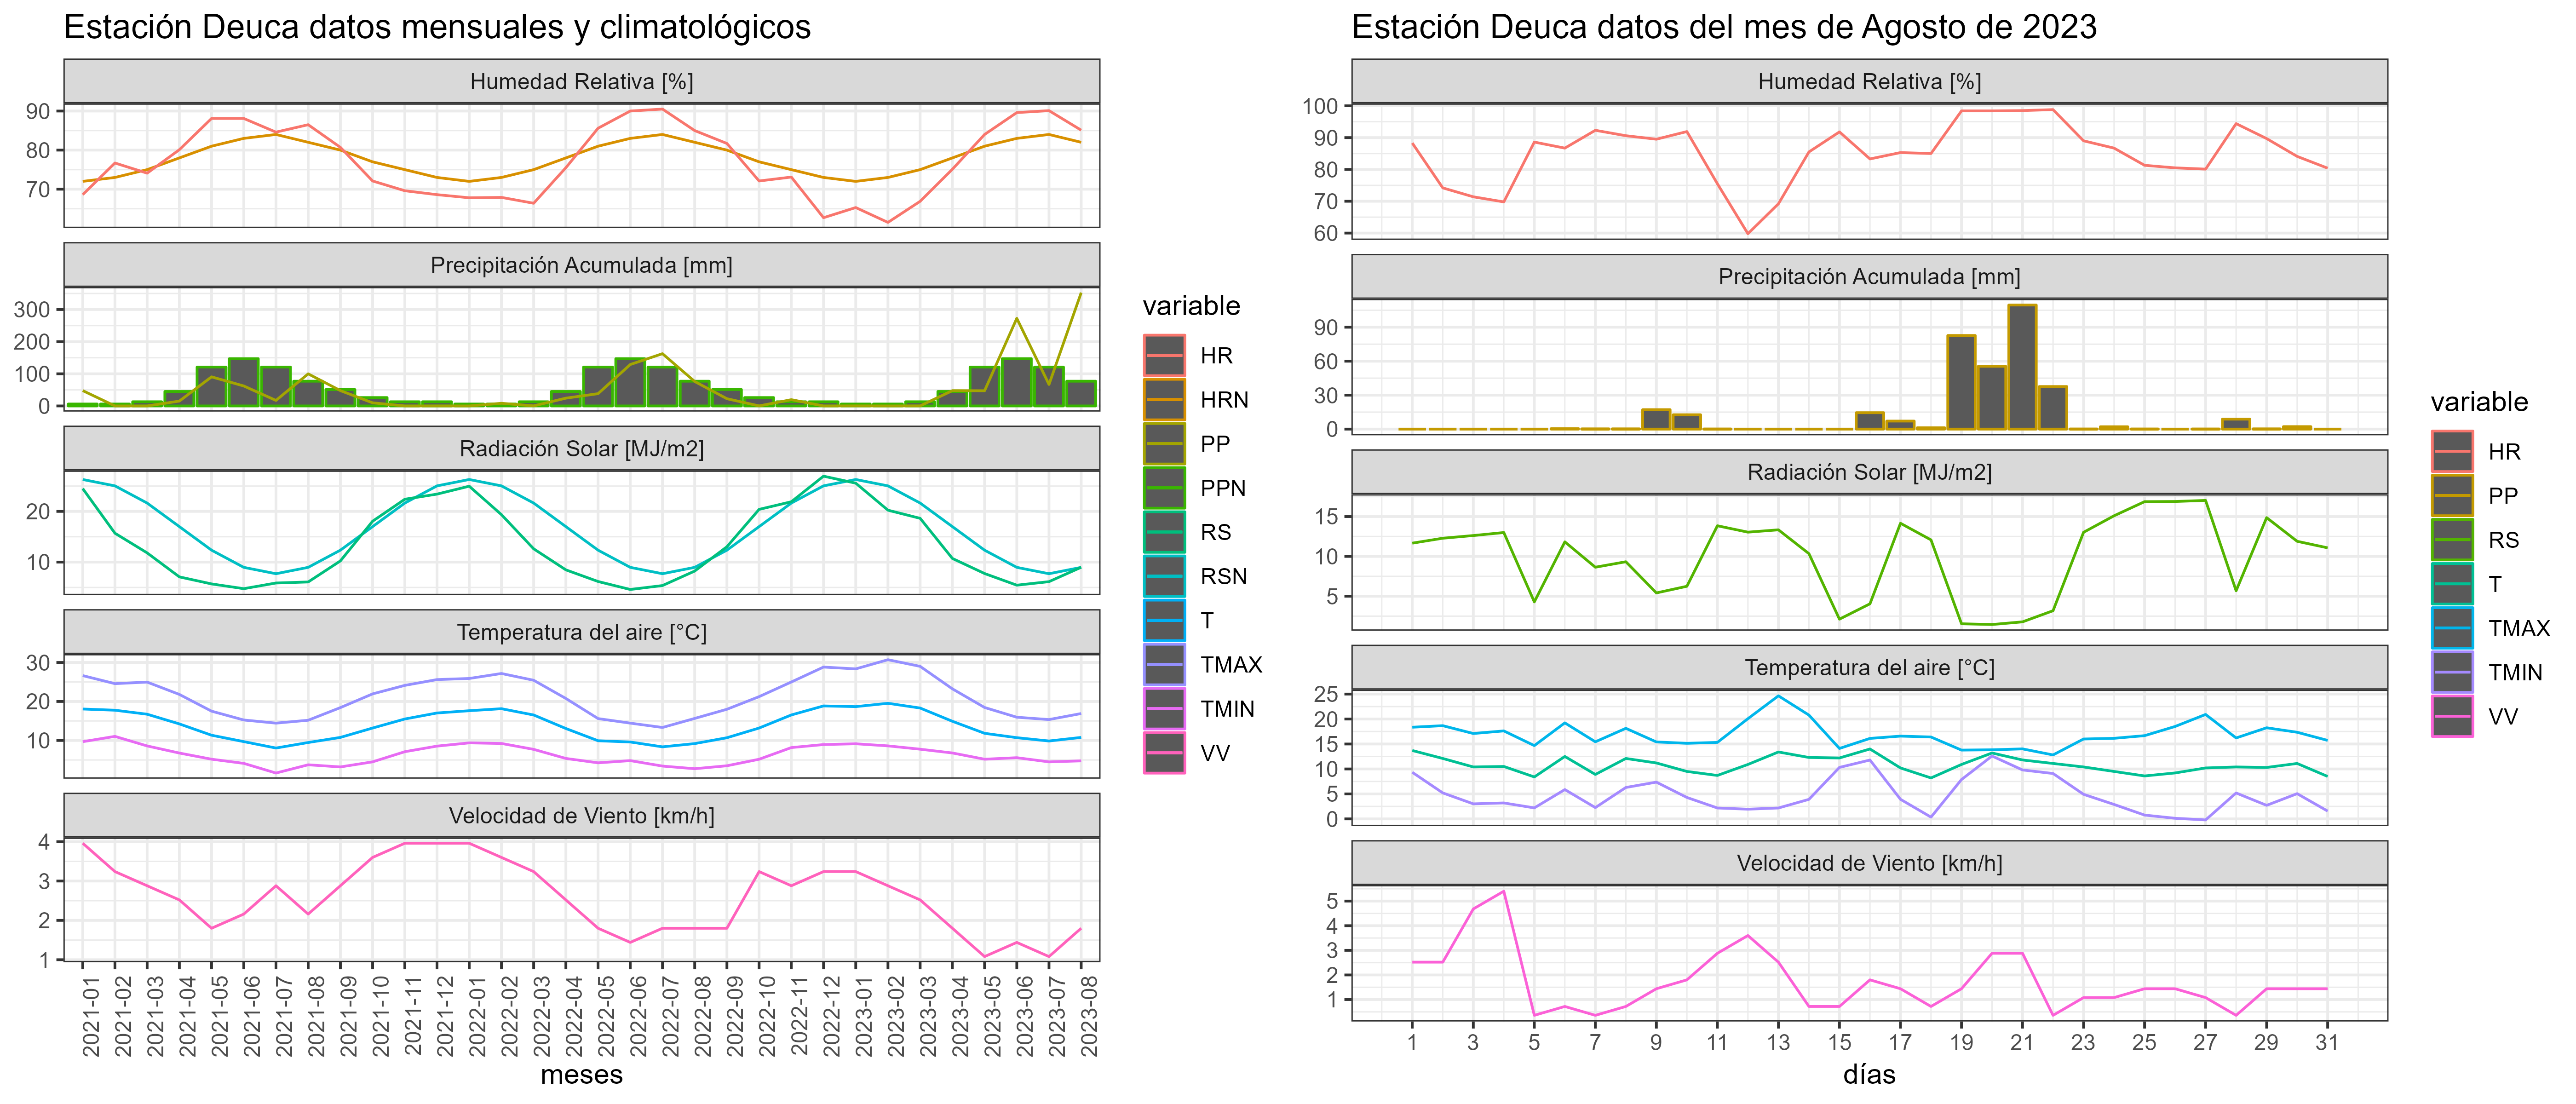 Estación Deuca datos mensuales y climatológicos
Humedad Relativa [%]
90
80
70
Precipitación Acumulada [mm]
300
200
100
0
Radiación Solar [MJ/m2]
20
10
Temperatura del aire [°C]
30
20
10
Velocidad de Viento [km/h]
4
3
2
1
2021-01
2021-02
2021-03
2021-04
2021-05
2021-06
2021-07
2021-08
2021-09
2021-10
2021-11
2021-12
2022-01
2022-02
2022-03
2022-04
2022-05
2022-06
2022-07
2022-08
2022-09
2022-10
2022-11
2022-12
2023-01
2023-02
2023-03
2023-04
2023-05
2023-06
2023-07
2023-08
meses
variable
HR
HRN
PP
PPN
RS
RSN
T
TMAX
TMIN
VV
Estación Deuca datos del mes de Agosto de 2023
Humedad Relativa [%]
100
90
80
70
60
Precipitación Acumulada [mm]
90
60
30
0
Radiación Solar [MJ/m2]
15
10
5
Temperatura del aire [°C]
25
20
15
10
5
0
Velocidad de Viento [km/h]
5
4
3
2
1
1 3 5 7 9 11 13 15 17 19 21 23 25 27 29 31
días
variable
HR
PP
RS
T
TMAX
TMIN
VV